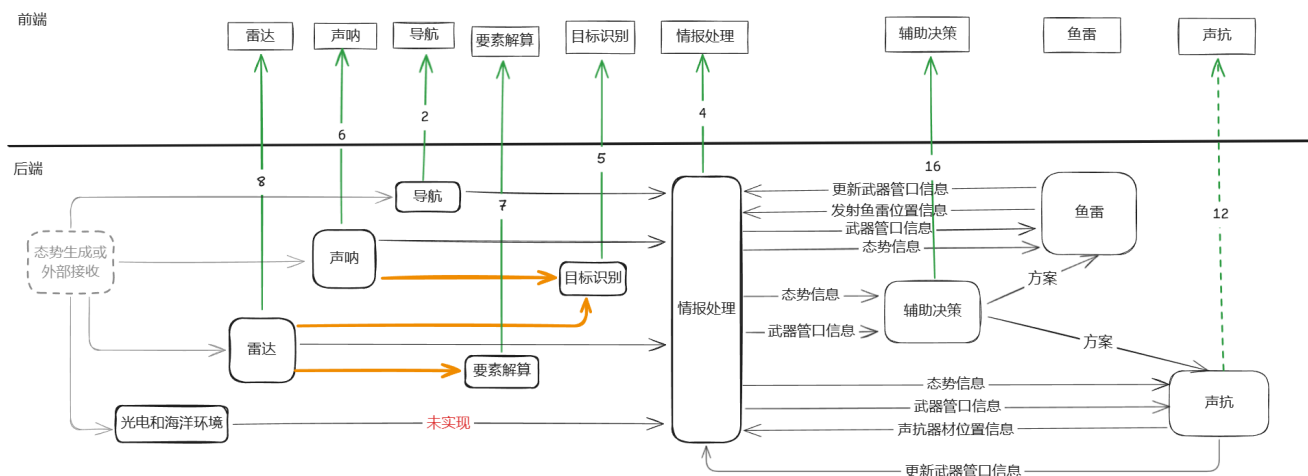 前端
雷达
声呐
导航
要素解算
目标识别
情报处理
辅助决策
鱼雷
声抗
2
4
6
5
8
7
16
12
后端
导航
更新武器管口信息
发射鱼雷位置信息
武器管口信息
态势信息
鱼雷
态势生成或
外部接收
声呐
目标识别
情报处理
态势信息
武器管口信息
辅助决策
方案
方案
雷达
要素解算
态势信息
武器管口信息
声抗器材位置信息
声抗
光电和海洋环境
未实现
更新武器管口信息